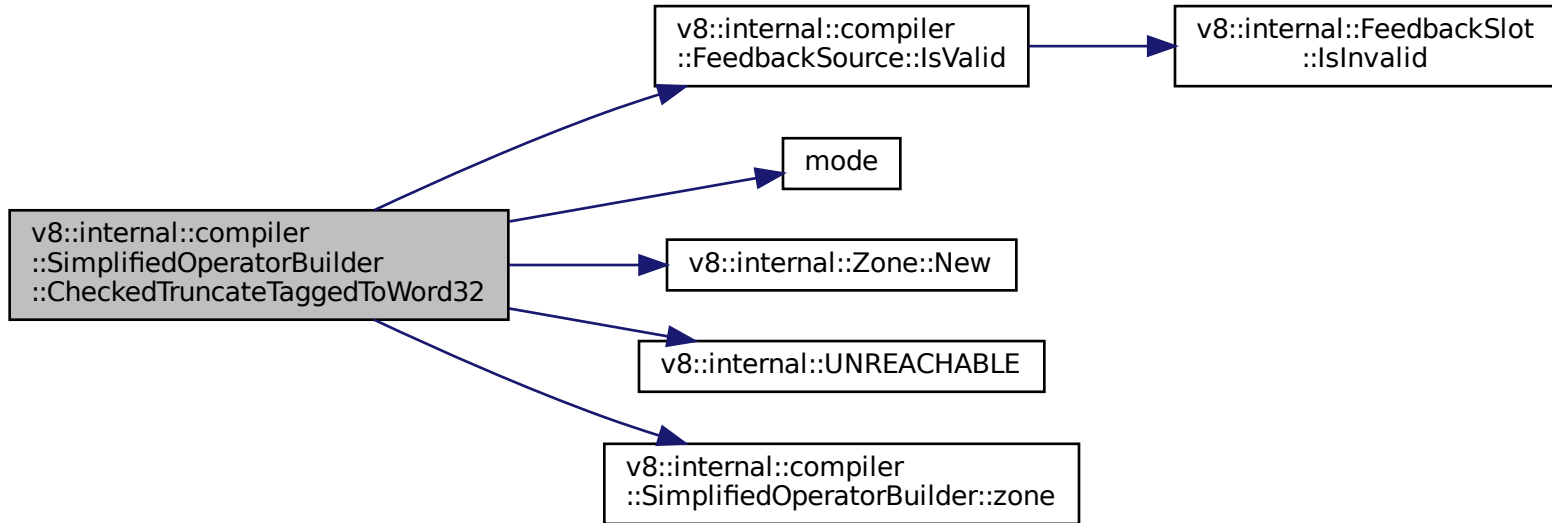 v8::internal::compiler
::FeedbackSource::IsValid
v8::internal::FeedbackSlot
::IsInvalid
mode
v8::internal::compiler
::SimplifiedOperatorBuilder
::CheckedTruncateTaggedToWord32
v8::internal::Zone::New
v8::internal::UNREACHABLE
v8::internal::compiler
::SimplifiedOperatorBuilder::zone